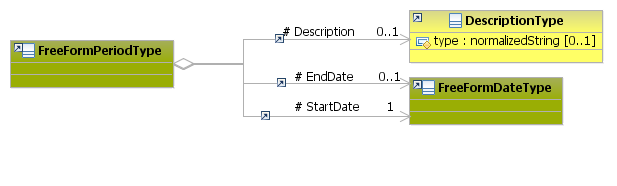 DescriptionType
# Description 0..1
type : normalizedString [0..1]
FreeFormPeriodType
# EndDate 0..1
FreeFormDateType
# StartDate 1